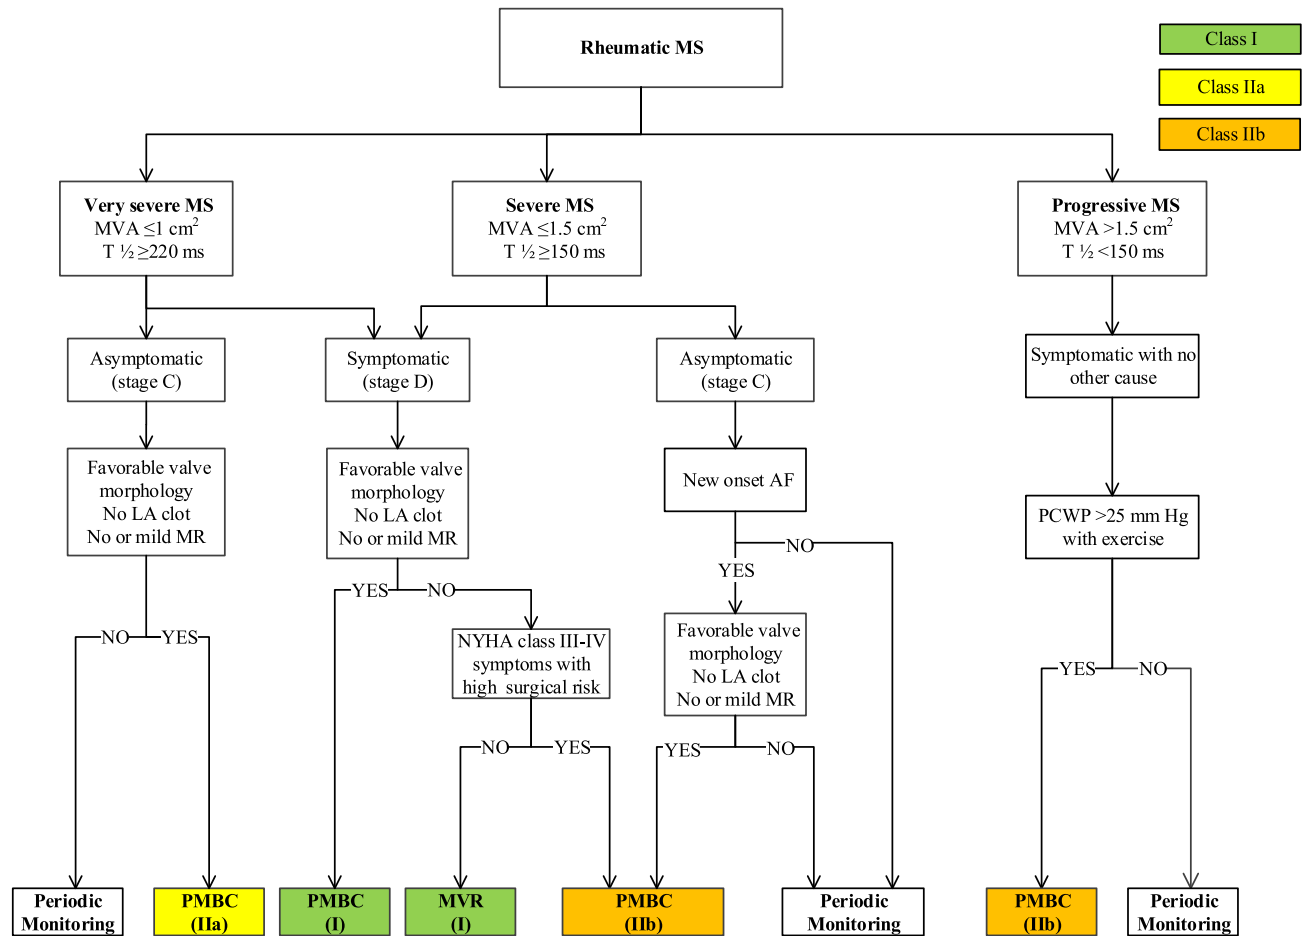 Rheumatic MS
Class I
Class IIa
Class IIb
Very severe MS
MVA ≤1 cm²
T ½ ≥220 ms
Severe MS
MVA ≤1.5 cm²
T ½ ≥150 ms
Progressive MS
MVA >1.5 cm²
T ½ <150 ms
Asymptomatic
(stage C)
Symptomatic
(stage D)
Asymptomatic
(stage C)
Symptomatic with no
other cause
Favorable valve
morphology
No LA clot
No or mild MR
Favorable valve
morphology
No LA clot
No or mild MR
New onset AF
PCWP >25 mm Hg
with exercise
NO
YES
YES
NO
YES
NO
NYHA class III-IV
symptoms with
high surgical risk
Favorable valve
morphology
No LA clot
No or mild MR
NO
YES
YES
NO
YES
NO
Periodic
Monitoring
PMBC
(IIa)
PMBC
(I)
MVR
(I)
PMBC
(IIb)
Periodic
Monitoring
PMBC
(IIb)
Periodic
Monitoring